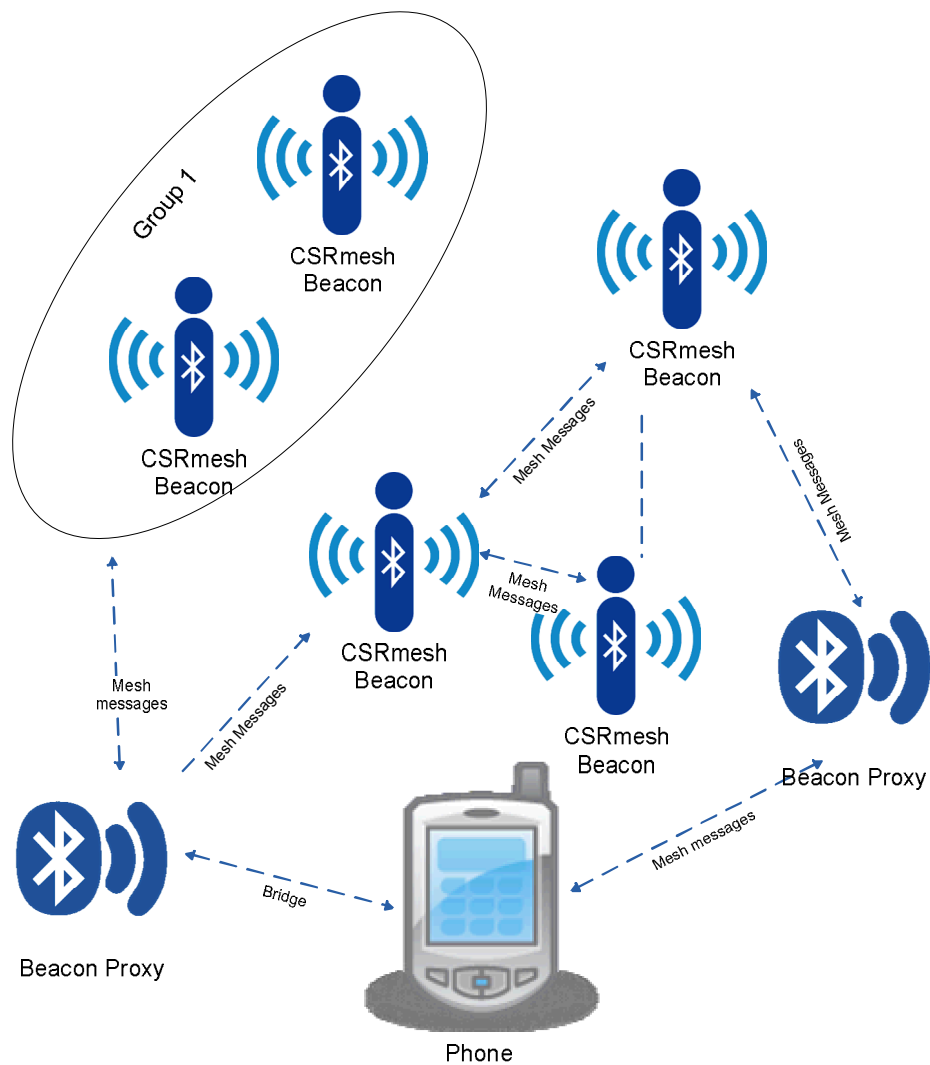 Group 1
CSRmesh
Beacon
CSRmesh
Beacon
CSRmesh
Beacon
Mesh Messages
Mesh Messages
Mesh
Messages
CSRmesh
Beacon
Mesh
messages
Mesh Messages
CSRmesh
Beacon
Beacon Proxy
Mesh messages
Bridge
Beacon Proxy
Phone